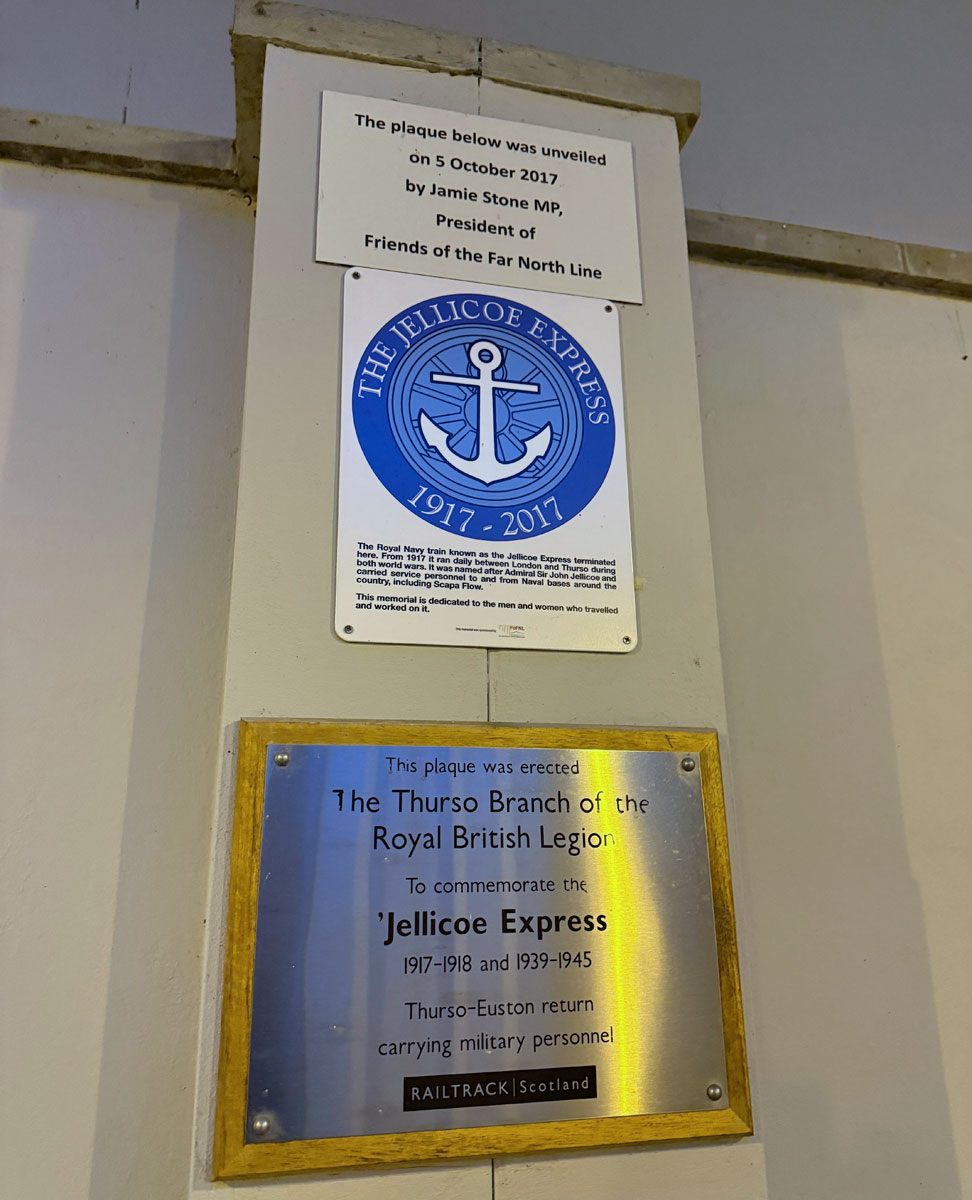 The plaque below was unveiled
on 5 October 2017
by Jamie Stone MP,
President of
Friends of the Far North Line
THE JELLICOE EXPRESS
1917 - 2017
The Royal Navy train known as the Jellicoe Express terminated
here. From 1917 it ran daily between London and Thurso during
both world wars. It was named after Admiral Sir John Jellicoe and
carried service personnel to and from Naval bases around the
country, including Scapa Flow.
This memorial is dedicated to the men and women who travelled
and worked on it.
This memorial was sponsored by
This plaque was erected
The Thurso Branch of the
Royal British Legion
To commemorate the
'Jellicoe Express
1917-1918 and 1939-1945
Thurso-Euston return
carrying military personnel
RAILTRACK|Scotland